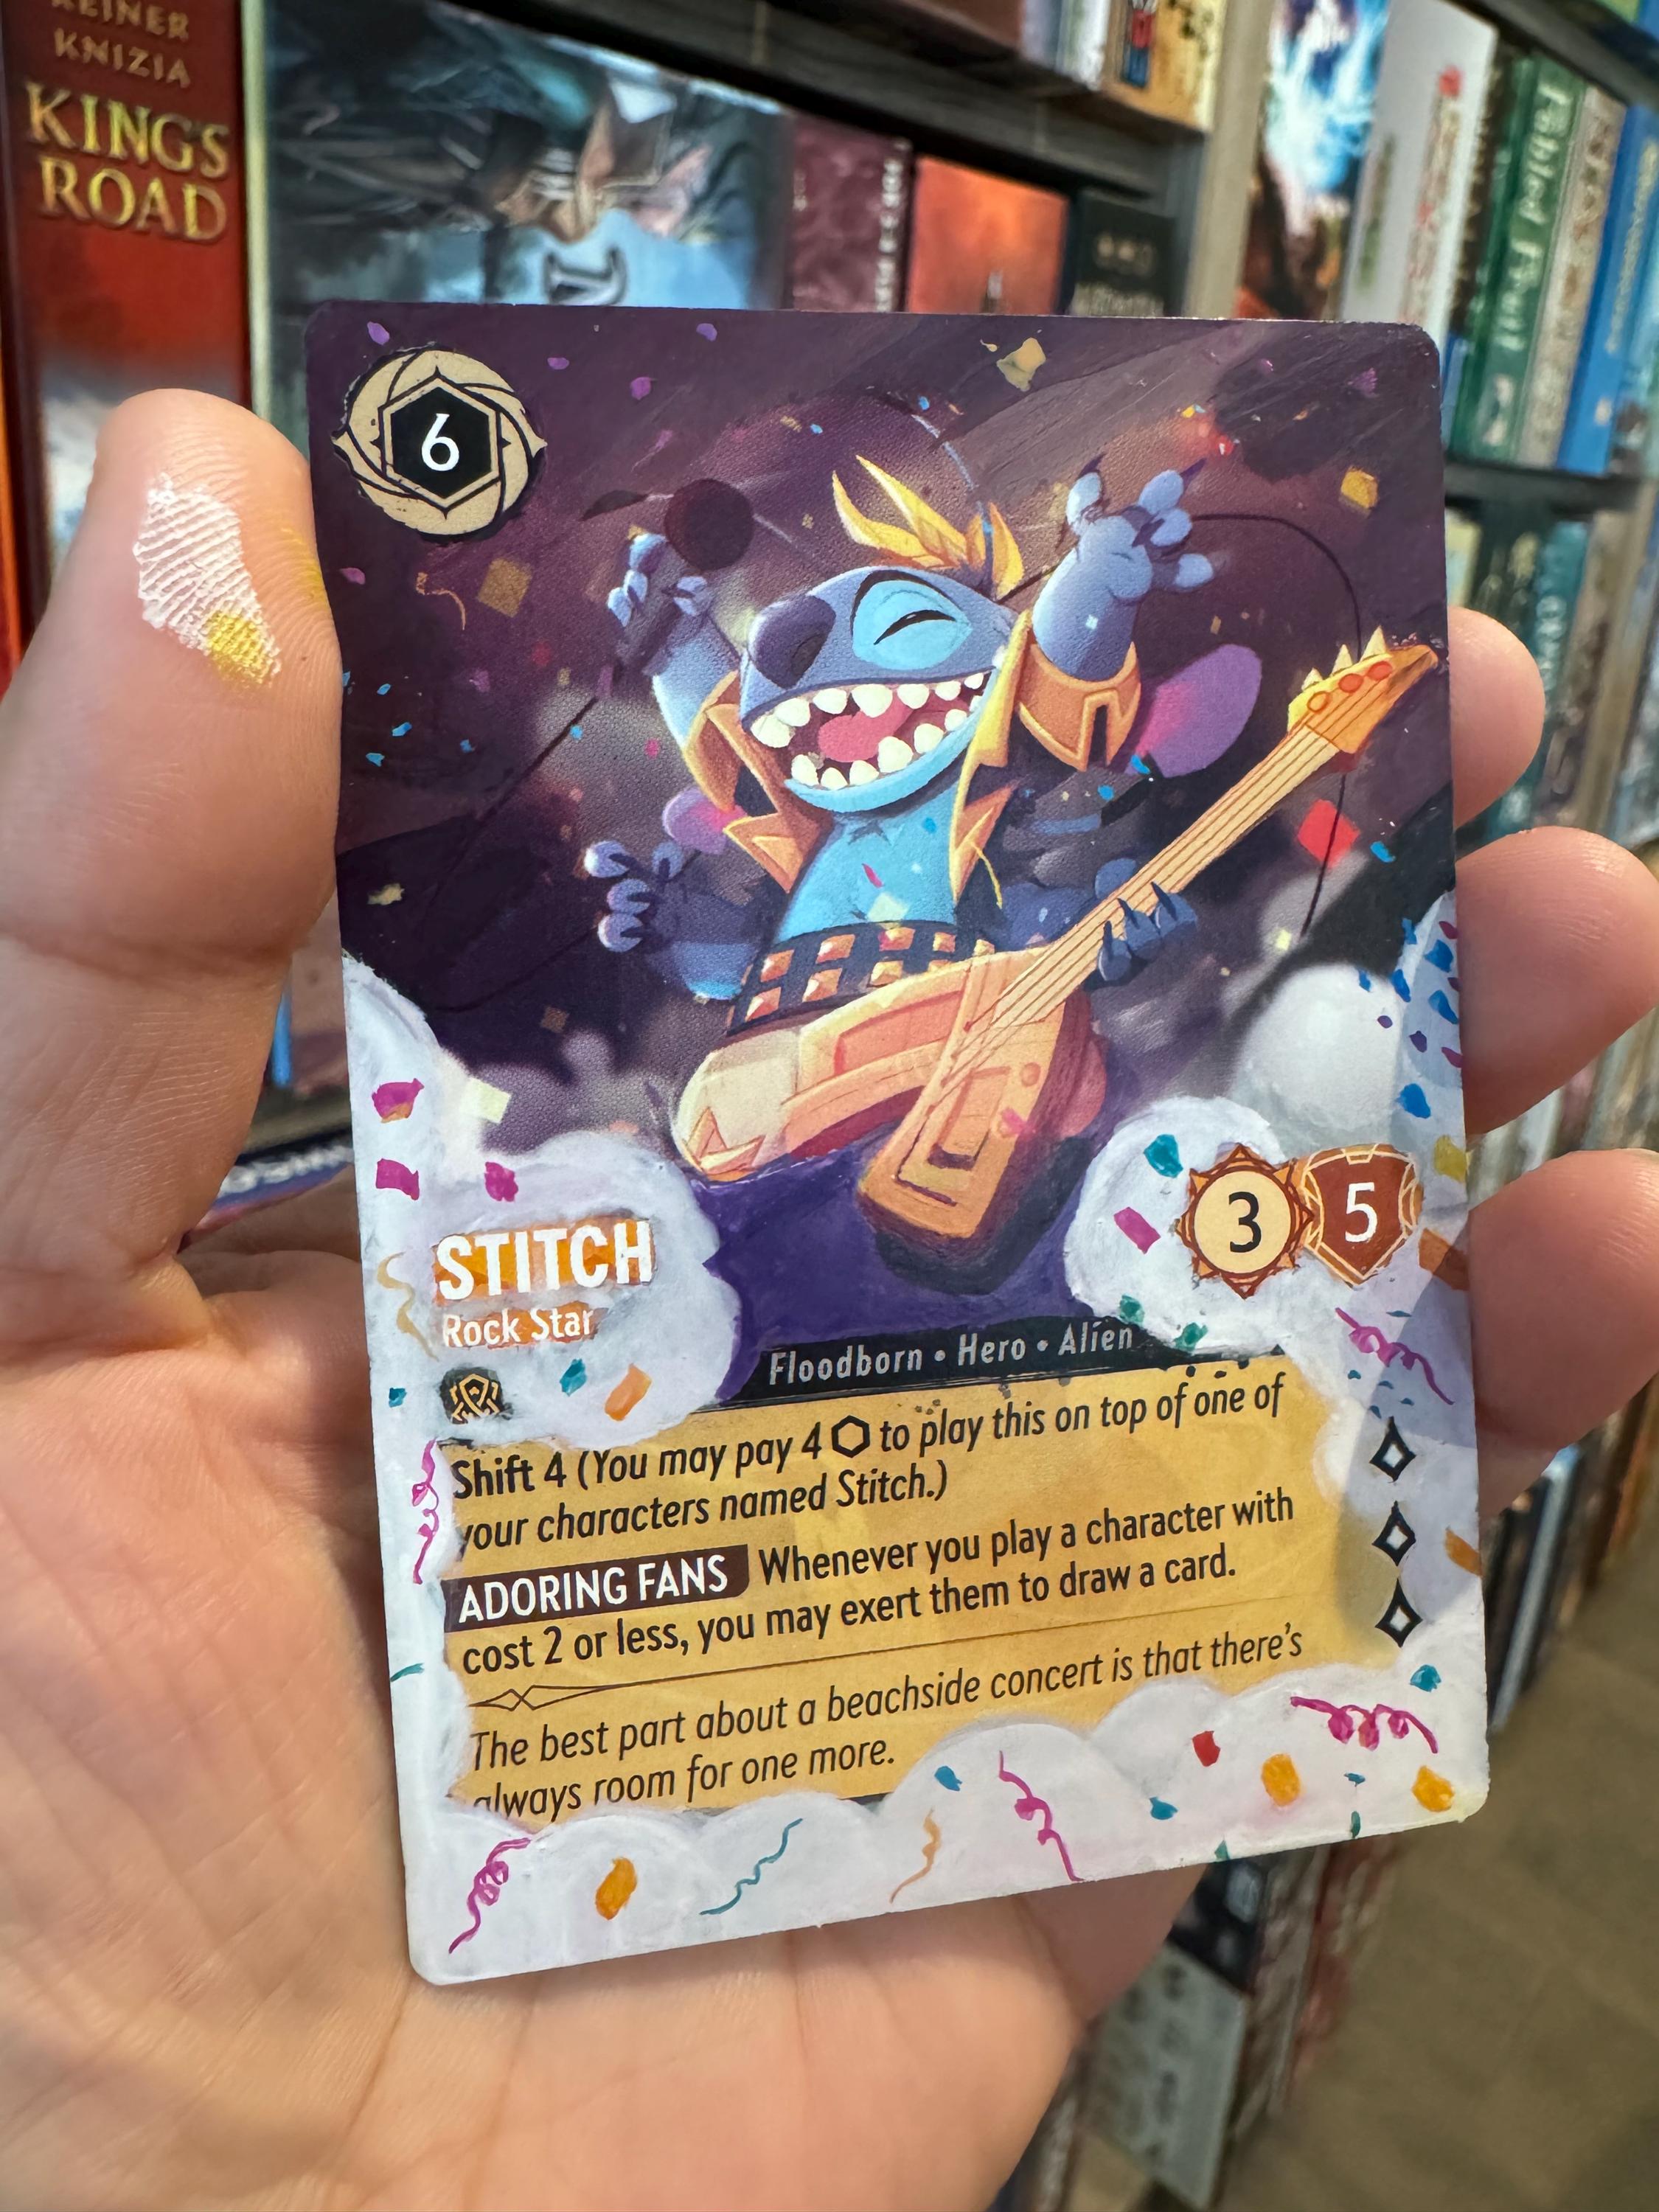 REINER
KNIZIA
KINGS
ROAD
Fabled Fruit
6
STITCH
Rock Star
3 5
Floodborn • Hero • Alien
Shift 4 (You may pay 4 ⬡ to play this on top of one of
your characters named Stitch.)
ADORING FANS Whenever you play a character with
cost 2 or less, you may exert them to draw a card.
The best part about a beachside concert is that there's
always room for one more.